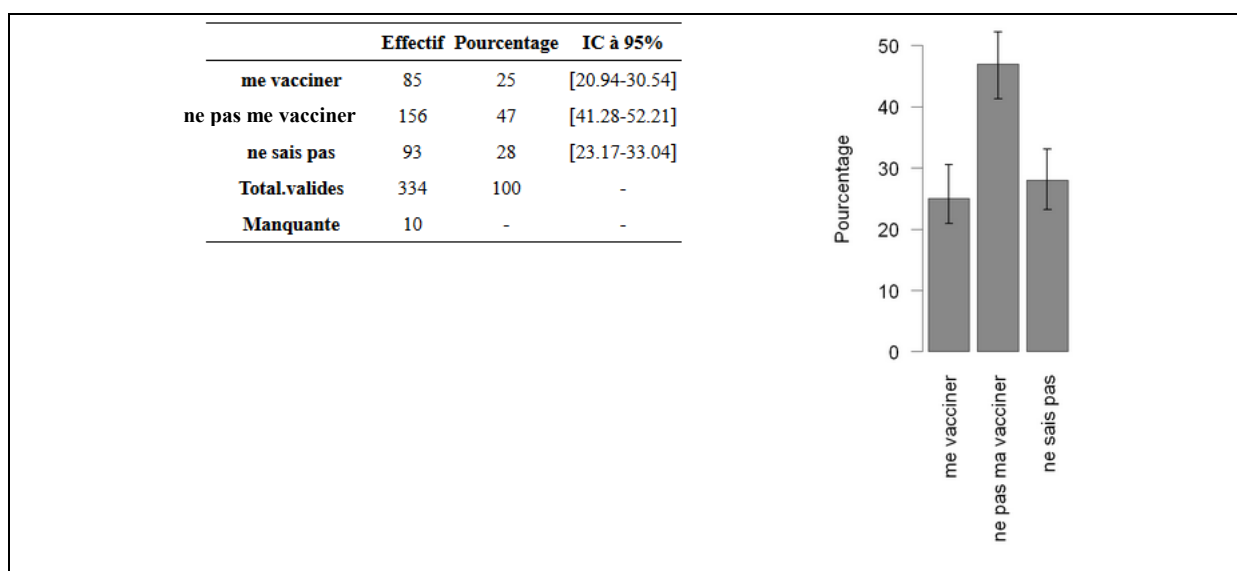 Effectif Pourcentage IC à 95%
me vacciner 85 25 [20.94-30.54]
ne pas me vacciner 156 47 [41.28-52.21]
ne sais pas 93 28 [23.17-33.04]
Total.valides 334 100 -
Manquante 10 - -
Pourcentage
50
40
30
20
10
0
me vacciner
ne pas ma vacciner
ne sais pas